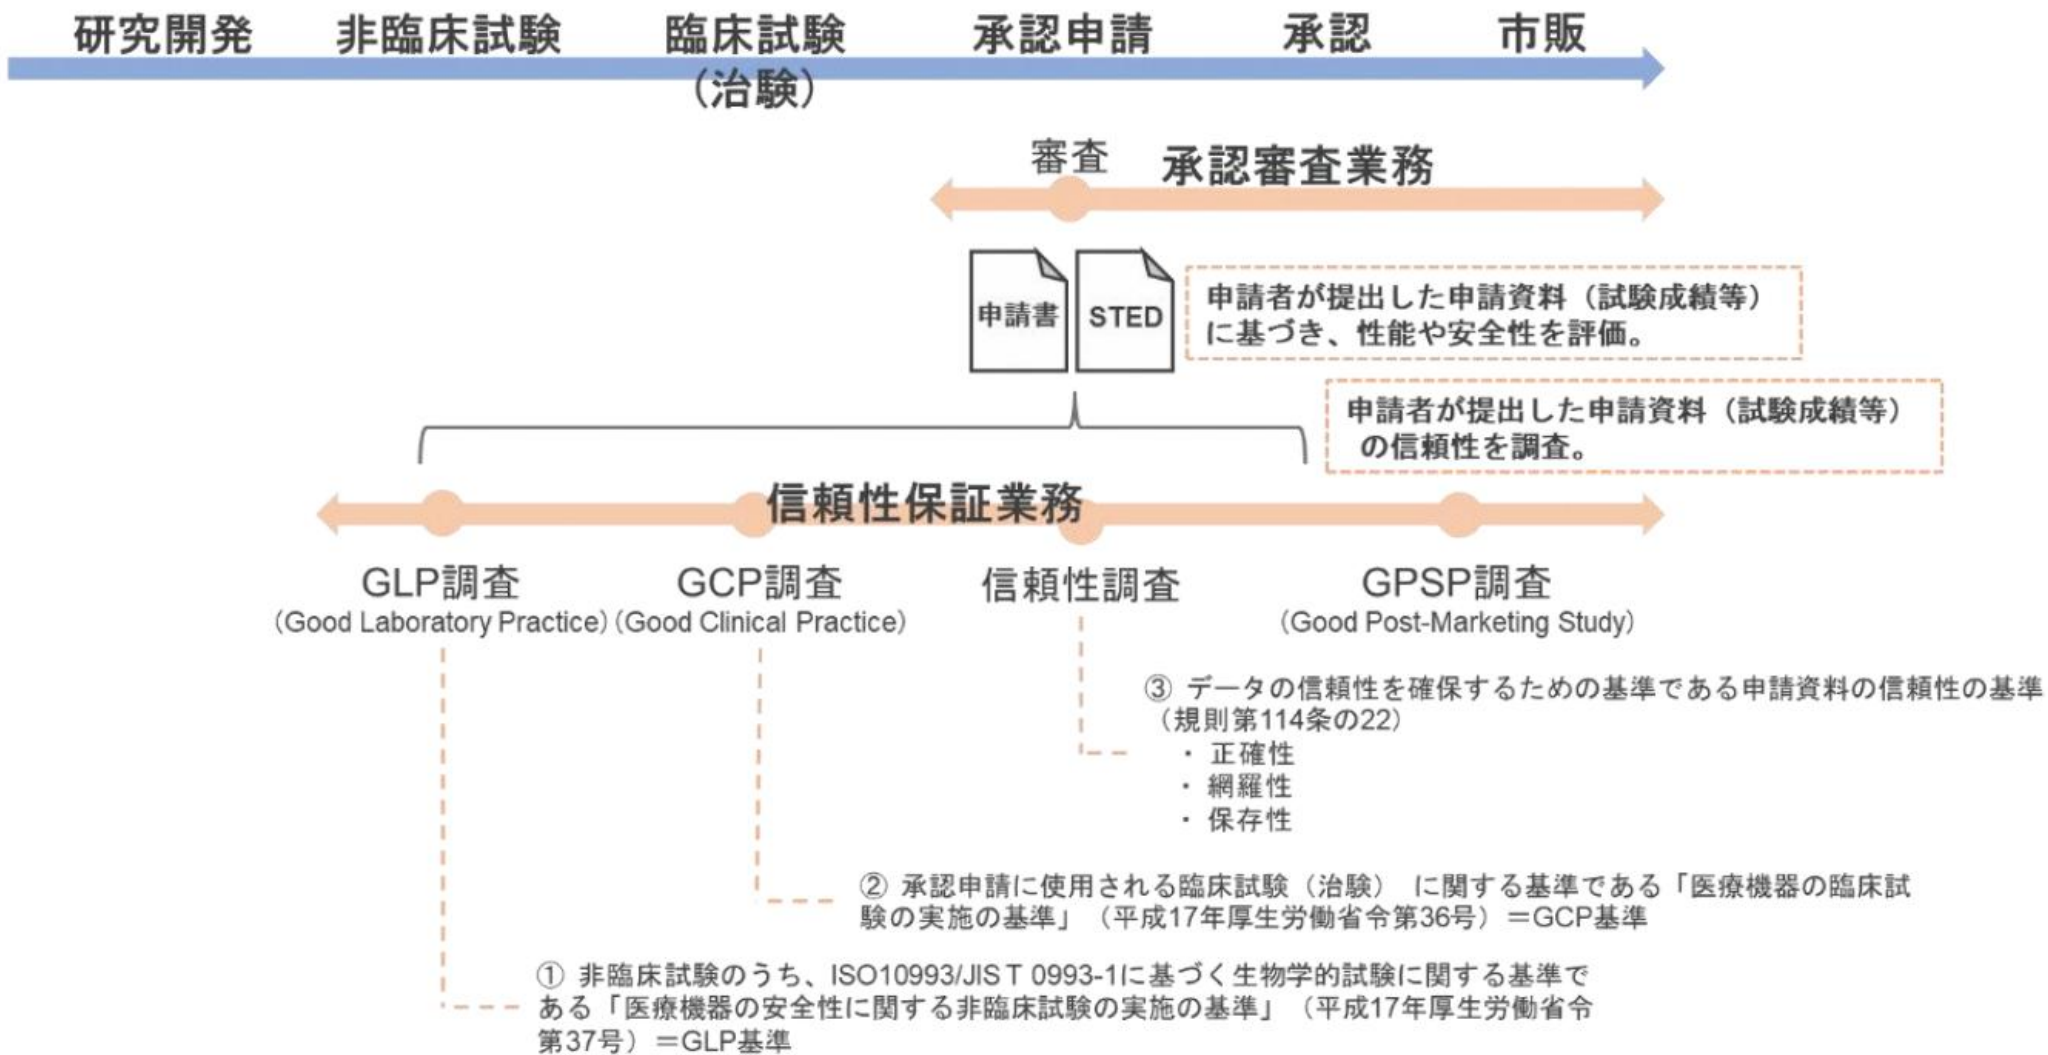 研究開発 非臨床試験 臨床試験 承認申請 承認 市販
（治験）
審査 承認審査業務
申請書 STED
申請者が提出した申請資料（試験成績等）
に基づき、性能や安全性を評価。
申請者が提出した申請資料（試験成績等）
の信頼性を調査。
信頼性保証業務
GLP調査 GCP調査 信頼性調査 GPSP調査
（Good Laboratory Practice）（Good Clinical Practice） （Good Post-Marketing Study）
③ データの信頼性を確保するための基準である申請資料の信頼性の基準
（規則第114条の22）
・ 正確性
・ 網羅性
・ 保存性
② 承認申請に使用される臨床試験（治験） に関する基準である「医療機器の臨床試
験の実施の基準」（平成17年厚生労働省令第36号）＝GCP基準
① 非臨床試験のうち、ISO10993/JIS T 0993-1に基づく生物学的試験に関する基準で
ある「医療機器の安全性に関する非臨床試験の実施の基準」（平成17年厚生労働省令
第37号）＝GLP基準